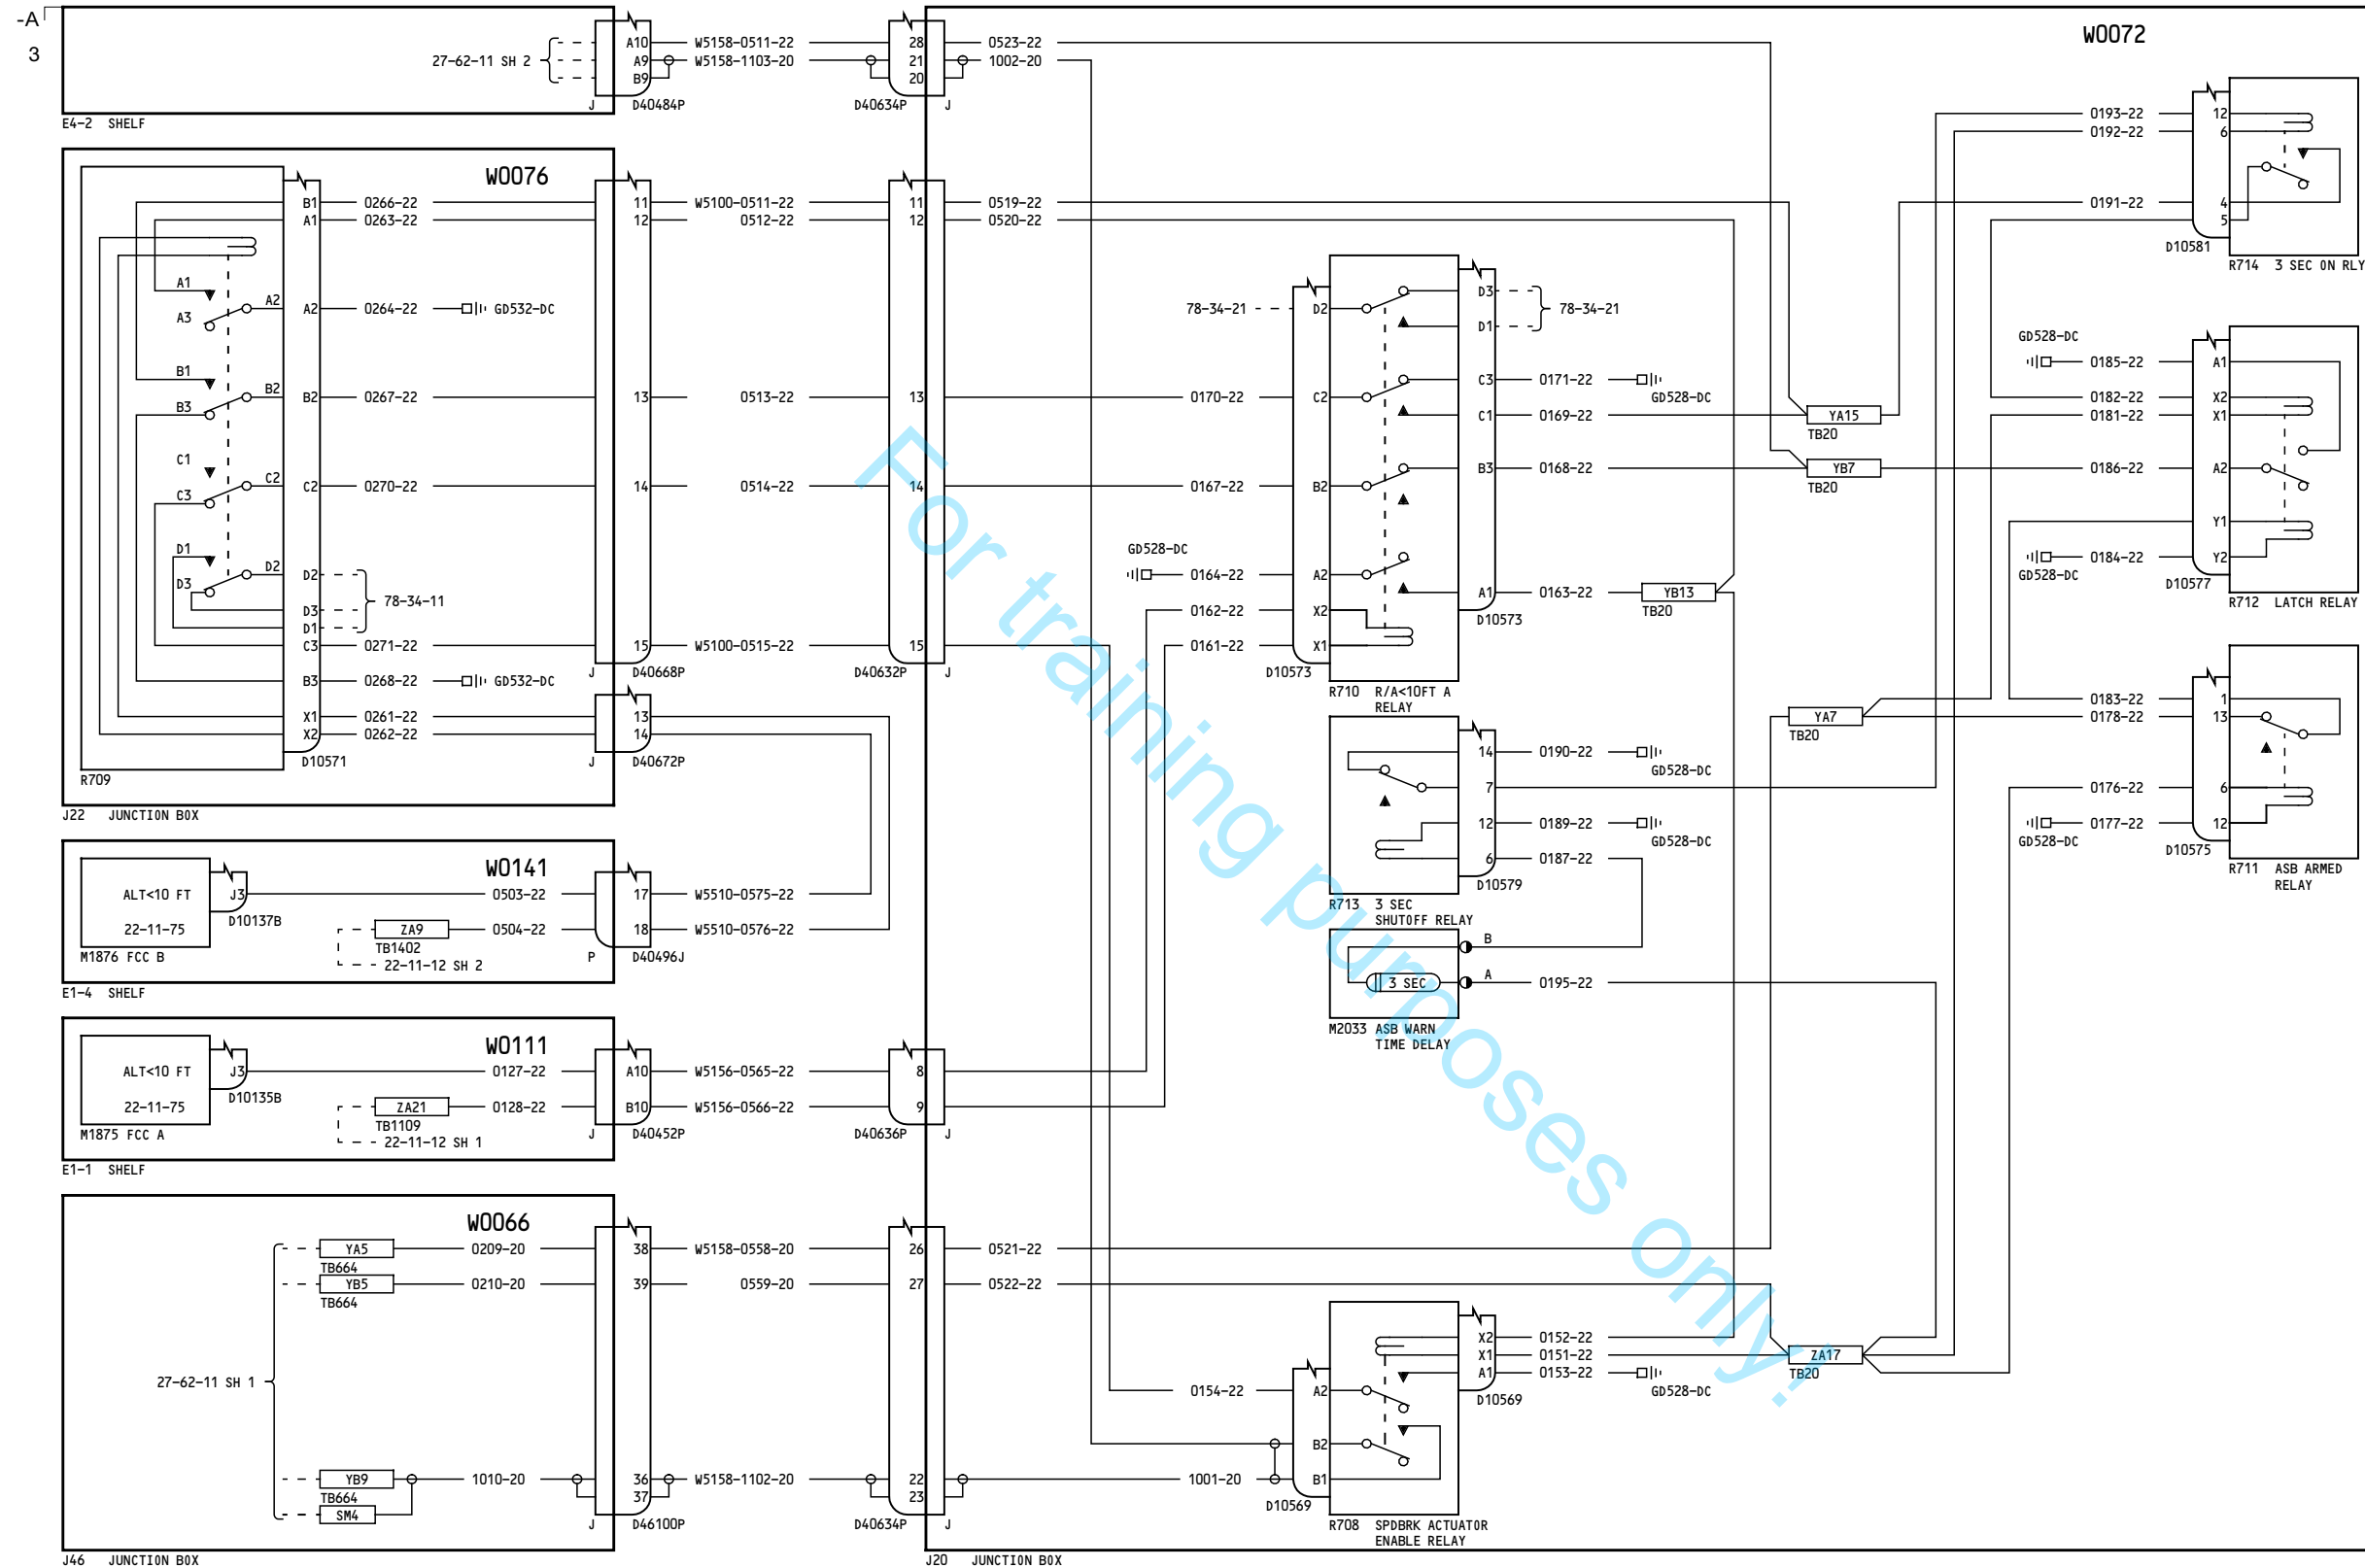 -A
3
27-62-11 SH 2
A10
A9
B9
J
D40484P
W5158-0511-22
W5158-1103-20
28
21
20
D40634P
J
0523-22
1002-20
E4-2 SHELF
W0072
W0076
B1
A1
A2
B2
C2
D2
D3
D1
C3
B3
X1
X2
D10571
A1
A2
A3
B1
B2
B3
C1
C2
C3
D1
D2
D3
0266-22
0263-22
0264-22
GD532-DC
0267-22
0270-22
78-34-11
0271-22
0268-22
GD532-DC
0261-22
0262-22
R709
J22 JUNCTION BOX
11
12
13
14
15
J
D40668P
13
14
J
D40672P
W5100-0511-22
0512-22
0513-22
0514-22
W5100-0515-22
11
12
13
14
15
D40632P
J
0519-22
0520-22
W0141
ALT<10 FT
22-11-75
M1876 FCC B
J3
D10137B
0503-22
ZA9
TB1402
0504-22
22-11-12 SH 2
17
18
P
D40496J
W5510-0575-22
W5510-0576-22
E1-4 SHELF
W0111
ALT<10 FT
22-11-75
M1875 FCC A
J3
D10135B
0127-22
ZA21
TB1109
0128-22
22-11-12 SH 1
A10
B10
J
D40452P
W5156-0565-22
W5156-0566-22
8
9
D40636P
J
E1-1 SHELF
W0066
27-62-11 SH 1
YA5
TB664
0209-20
YB5
TB664
0210-20
YB9
TB664
SM4
1010-20
38
39
36
37
J
D46100P
W5158-0558-20
0559-20
W5158-1102-20
26
27
22
23
D40634P
J
0521-22
0522-22
J46 JUNCTION BOX
J20 JUNCTION BOX
78-34-21
0170-22
0167-22
GD528-DC
0164-22
0162-22
0161-22
D2
C2
B2
A2
X2
X1
D10573
D3
D1
C3
C1
B3
A1
D10573
R710 R/A<10FT A
RELAY
78-34-21
0171-22
GD528-DC
0169-22
0168-22
0163-22
YB13
TB20
YA15
TB20
YB7
TB20
14
7
12
6
D10579
R713 3 SEC
SHUTOFF RELAY
0190-22
GD528-DC
0189-22
GD528-DC
0187-22
B
A
3 SEC
0195-22
M2033 ASB WARN
TIME DELAY
YA7
TB20
0154-22
1001-20
A2
B2
B1
D10569
X2
X1
A1
D10569
0152-22
0151-22
0153-22
GD528-DC
ZA17
TB20
R708 SPDBRK ACTUATOR
ENABLE RELAY
0193-22
0192-22
0191-22
12
6
4
5
D10581
R714 3 SEC ON RLY
GD528-DC
0185-22
0182-22
0181-22
0186-22
0184-22
GD528-DC
A1
X2
X1
A2
Y1
Y2
D10577
R712 LATCH RELAY
0183-22
0178-22
0176-22
0177-22
GD528-DC
1
13
6
12
D10575
R711 ASB ARMED
RELAY
For training purposes only!